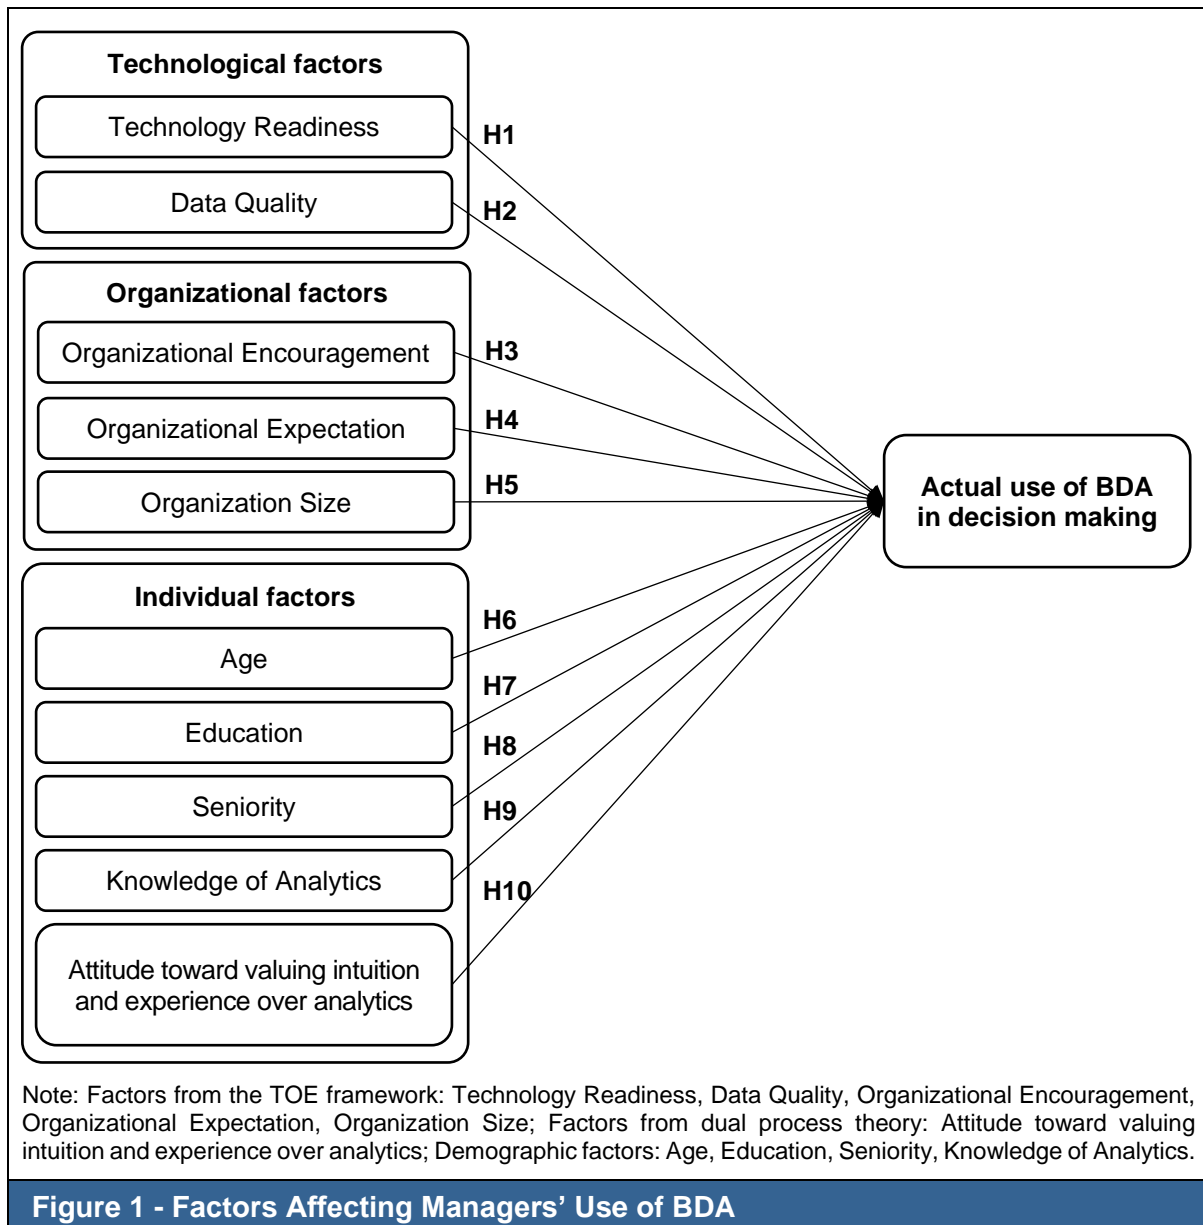 Technological factors
Technology Readiness
H1
Data Quality
H2
Organizational factors
Organizational Encouragement
H3
Organizational Expectation
H4
Organization Size
H5
Actual use of BDA
in decision making
Individual factors
H6
Age
H7
Education
H8
Seniority
H9
Knowledge of Analytics
H10
Attitude toward valuing intuition
and experience over analytics
Note: Factors from the TOE framework: Technology Readiness, Data Quality, Organizational Encouragement,
Organizational Expectation, Organization Size; Factors from dual process theory: Attitude toward valuing
intuition and experience over analytics; Demographic factors: Age, Education, Seniority, Knowledge of Analytics.
Figure 1 - Factors Affecting Managers’ Use of BDA